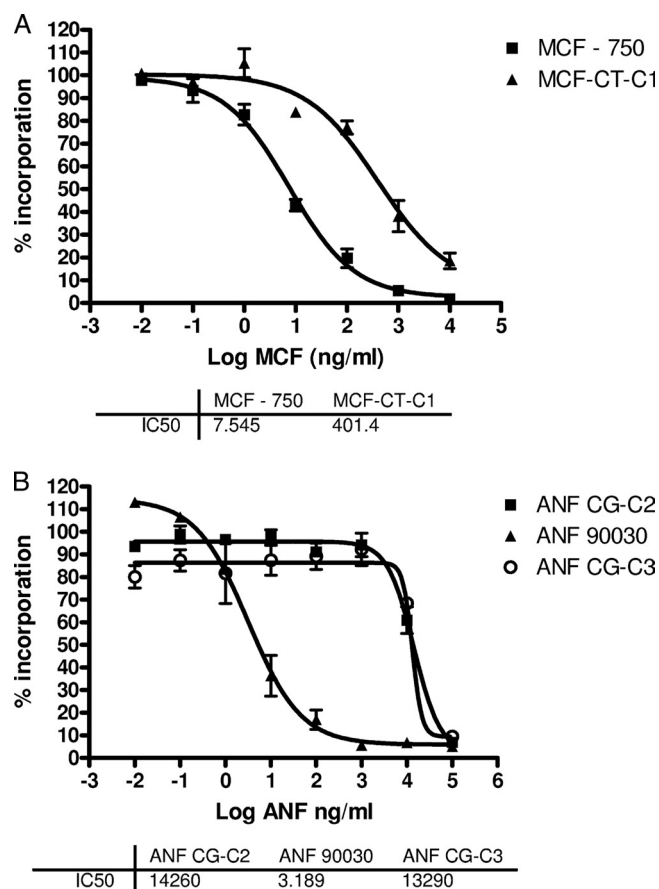 A
120
110
100
90
80
70
60
50
40
30
20
10
0
% incorporation
-3 -2 -1 0 1 2 3 4 5
Log MCF (ng/ml)
MCF - 750
MCF-CT-C1
MCF - 750 MCF-CT-C1
IC50 7.545 401.4
B
120
110
100
90
80
70
60
50
40
30
20
10
0
% incorporation
-3 -2 -1 0 1 2 3 4 5 6
Log ANF ng/ml
ANF CG-C2
ANF 90030
ANF CG-C3
ANF CG-C2 ANF 90030 ANF CG-C3
IC50 14260 3.189 13290